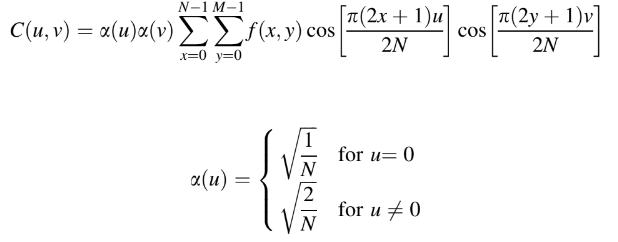 C(u, v) = α(u)α(v) ∑_{x=0}^{N−1} ∑_{y=0}^{M−1} f(x, y) cos[π(2x + 1)u / 2N] cos[π(2y + 1)v / 2N]
α(u) = { √(1/N) for u= 0
√(2/N) for u ≠ 0